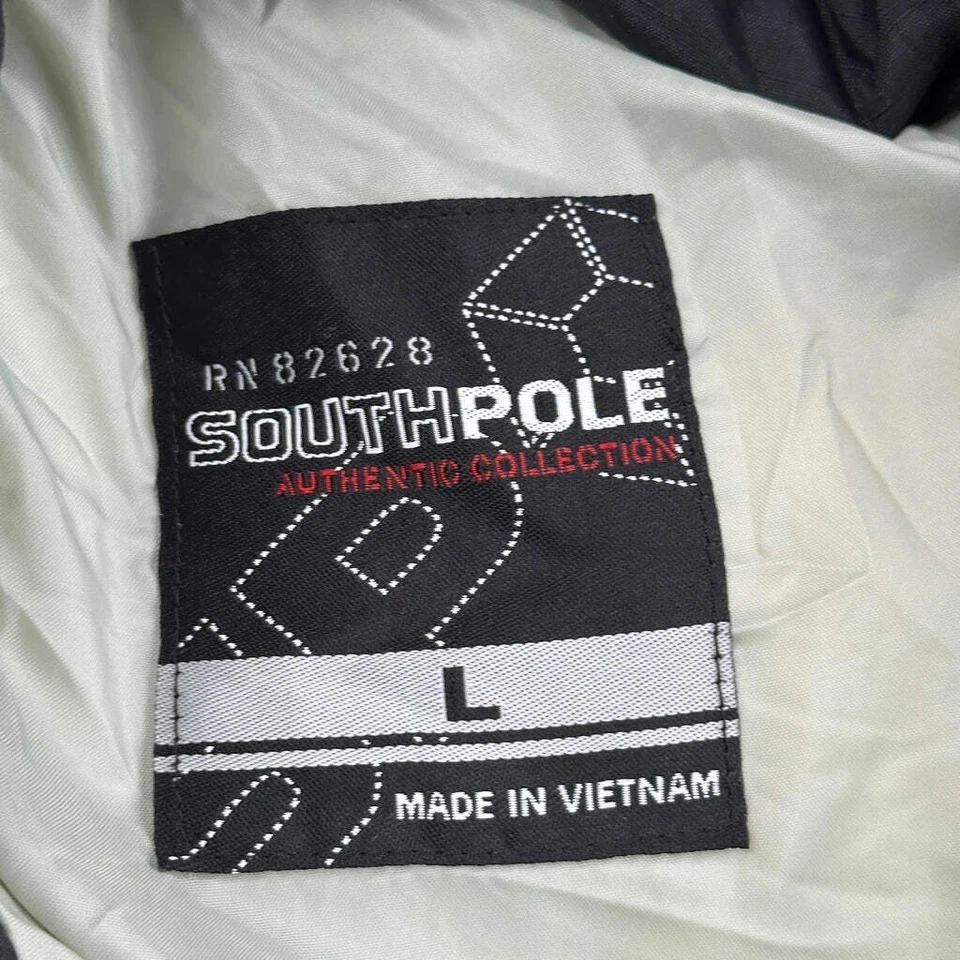 RN 82628
SOUTHPOLE
AUTHENTIC COLLECTION
L
MADE IN VIETNAM